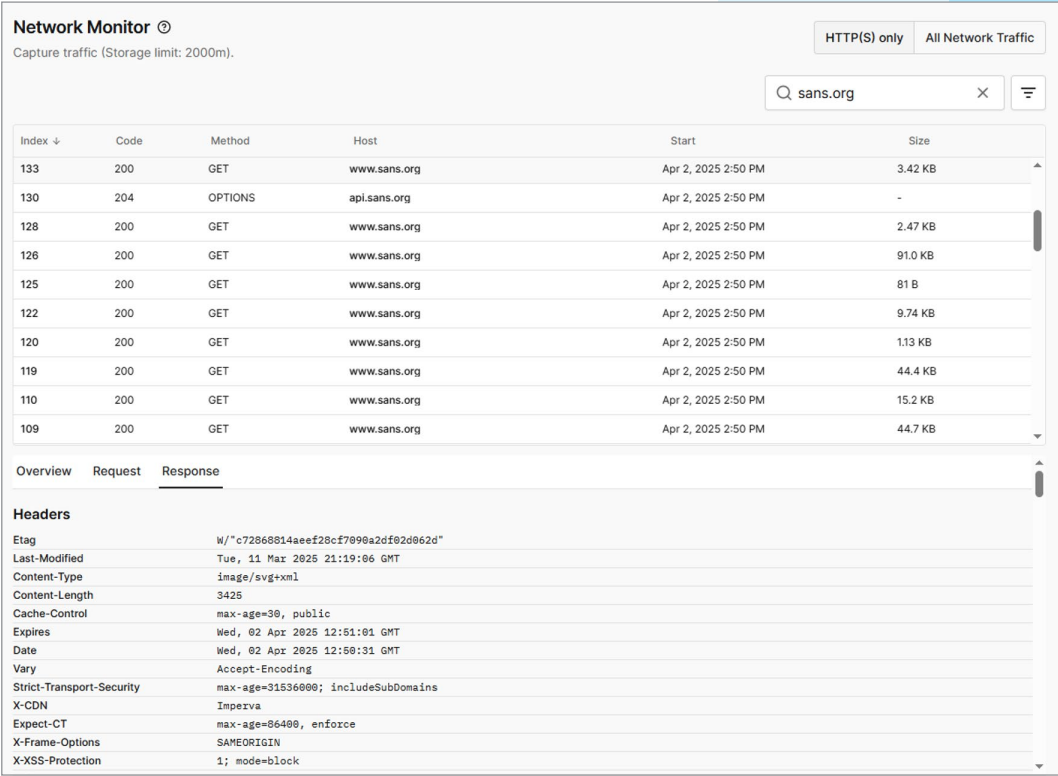 Network Monitor
Capture traffic (Storage limit: 2000m).
HTTP(S) only All Network Traffic
sans.org
Index ↓ Code Method Host Start Size
133 200 GET www.sans.org Apr 2, 2025 2:50 PM 3.42 KB
130 204 OPTIONS api.sans.org Apr 2, 2025 2:50 PM -
128 200 GET www.sans.org Apr 2, 2025 2:50 PM 2.47 KB
126 200 GET www.sans.org Apr 2, 2025 2:50 PM 91.0 KB
125 200 GET www.sans.org Apr 2, 2025 2:50 PM 81 B
122 200 GET www.sans.org Apr 2, 2025 2:50 PM 9.74 KB
120 200 GET www.sans.org Apr 2, 2025 2:50 PM 1.13 KB
119 200 GET www.sans.org Apr 2, 2025 2:50 PM 44.4 KB
110 200 GET www.sans.org Apr 2, 2025 2:50 PM 15.2 KB
109 200 GET www.sans.org Apr 2, 2025 2:50 PM 44.7 KB
Overview Request Response
Headers
Etag W/"c72868814aeef28cf7090a2df02d062d"
Last-Modified Tue, 11 Mar 2025 21:19:06 GMT
Content-Type image/svg+xml
Content-Length 3425
Cache-Control max-age=30, public
Expires Wed, 02 Apr 2025 12:51:01 GMT
Date Wed, 02 Apr 2025 12:50:31 GMT
Vary Accept-Encoding
Strict-Transport-Security max-age=31536000; includeSubDomains
X-CDN Imperva
Expect-CT max-age=86400, enforce
X-Frame-Options SAMEORIGIN
X-XSS-Protection 1; mode=block